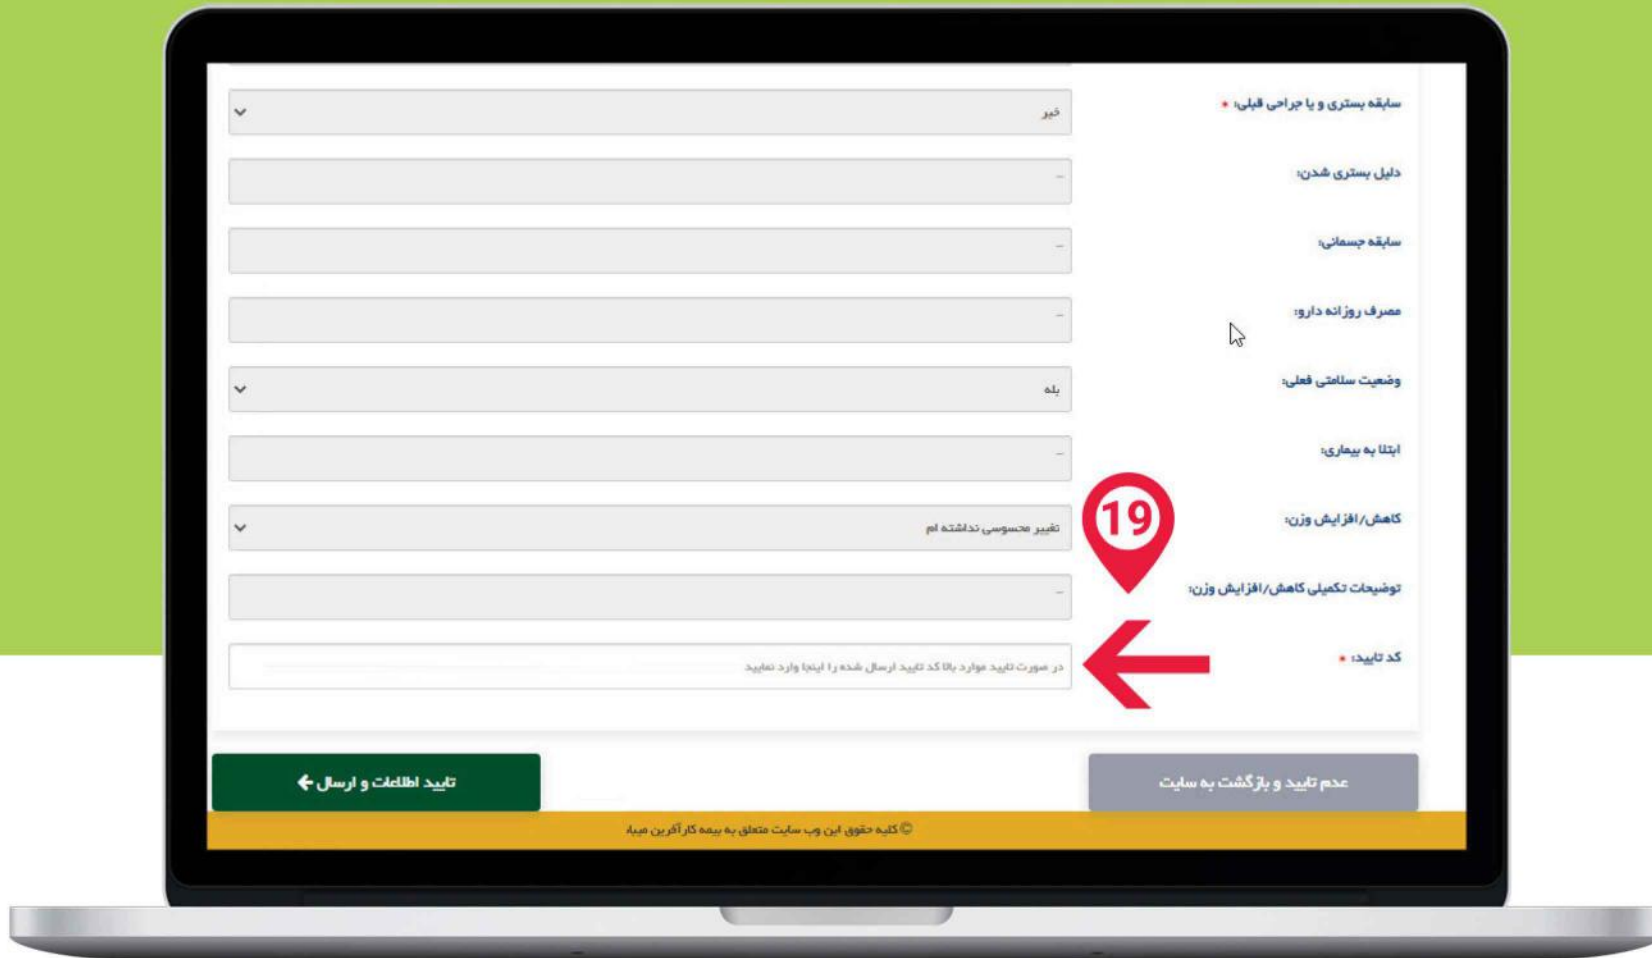 سابقه بستری و یا جراحی قبلی: *
خیر
دلیل بستری شدن:
–
سابقه جسمانی:
–
مصرف روزانه دارو:
–
وضعیت سلامتی فعلی:
بله
ابتلا به بیماری:
–
کاهش/افزایش وزن:
تغییر محسوسی نداشته ام
19
توضیحات تکمیلی کاهش/افزایش وزن:
–
کد تایید: *
در صورت تایید موارد بالا کد تایید ارسال شده را اینجا وارد نمایید
عدم تایید و بازگشت به سایت
تایید اطلاعات و ارسال
© کلیه حقوق این وب سایت متعلق به بیمه کارآفرین میبا